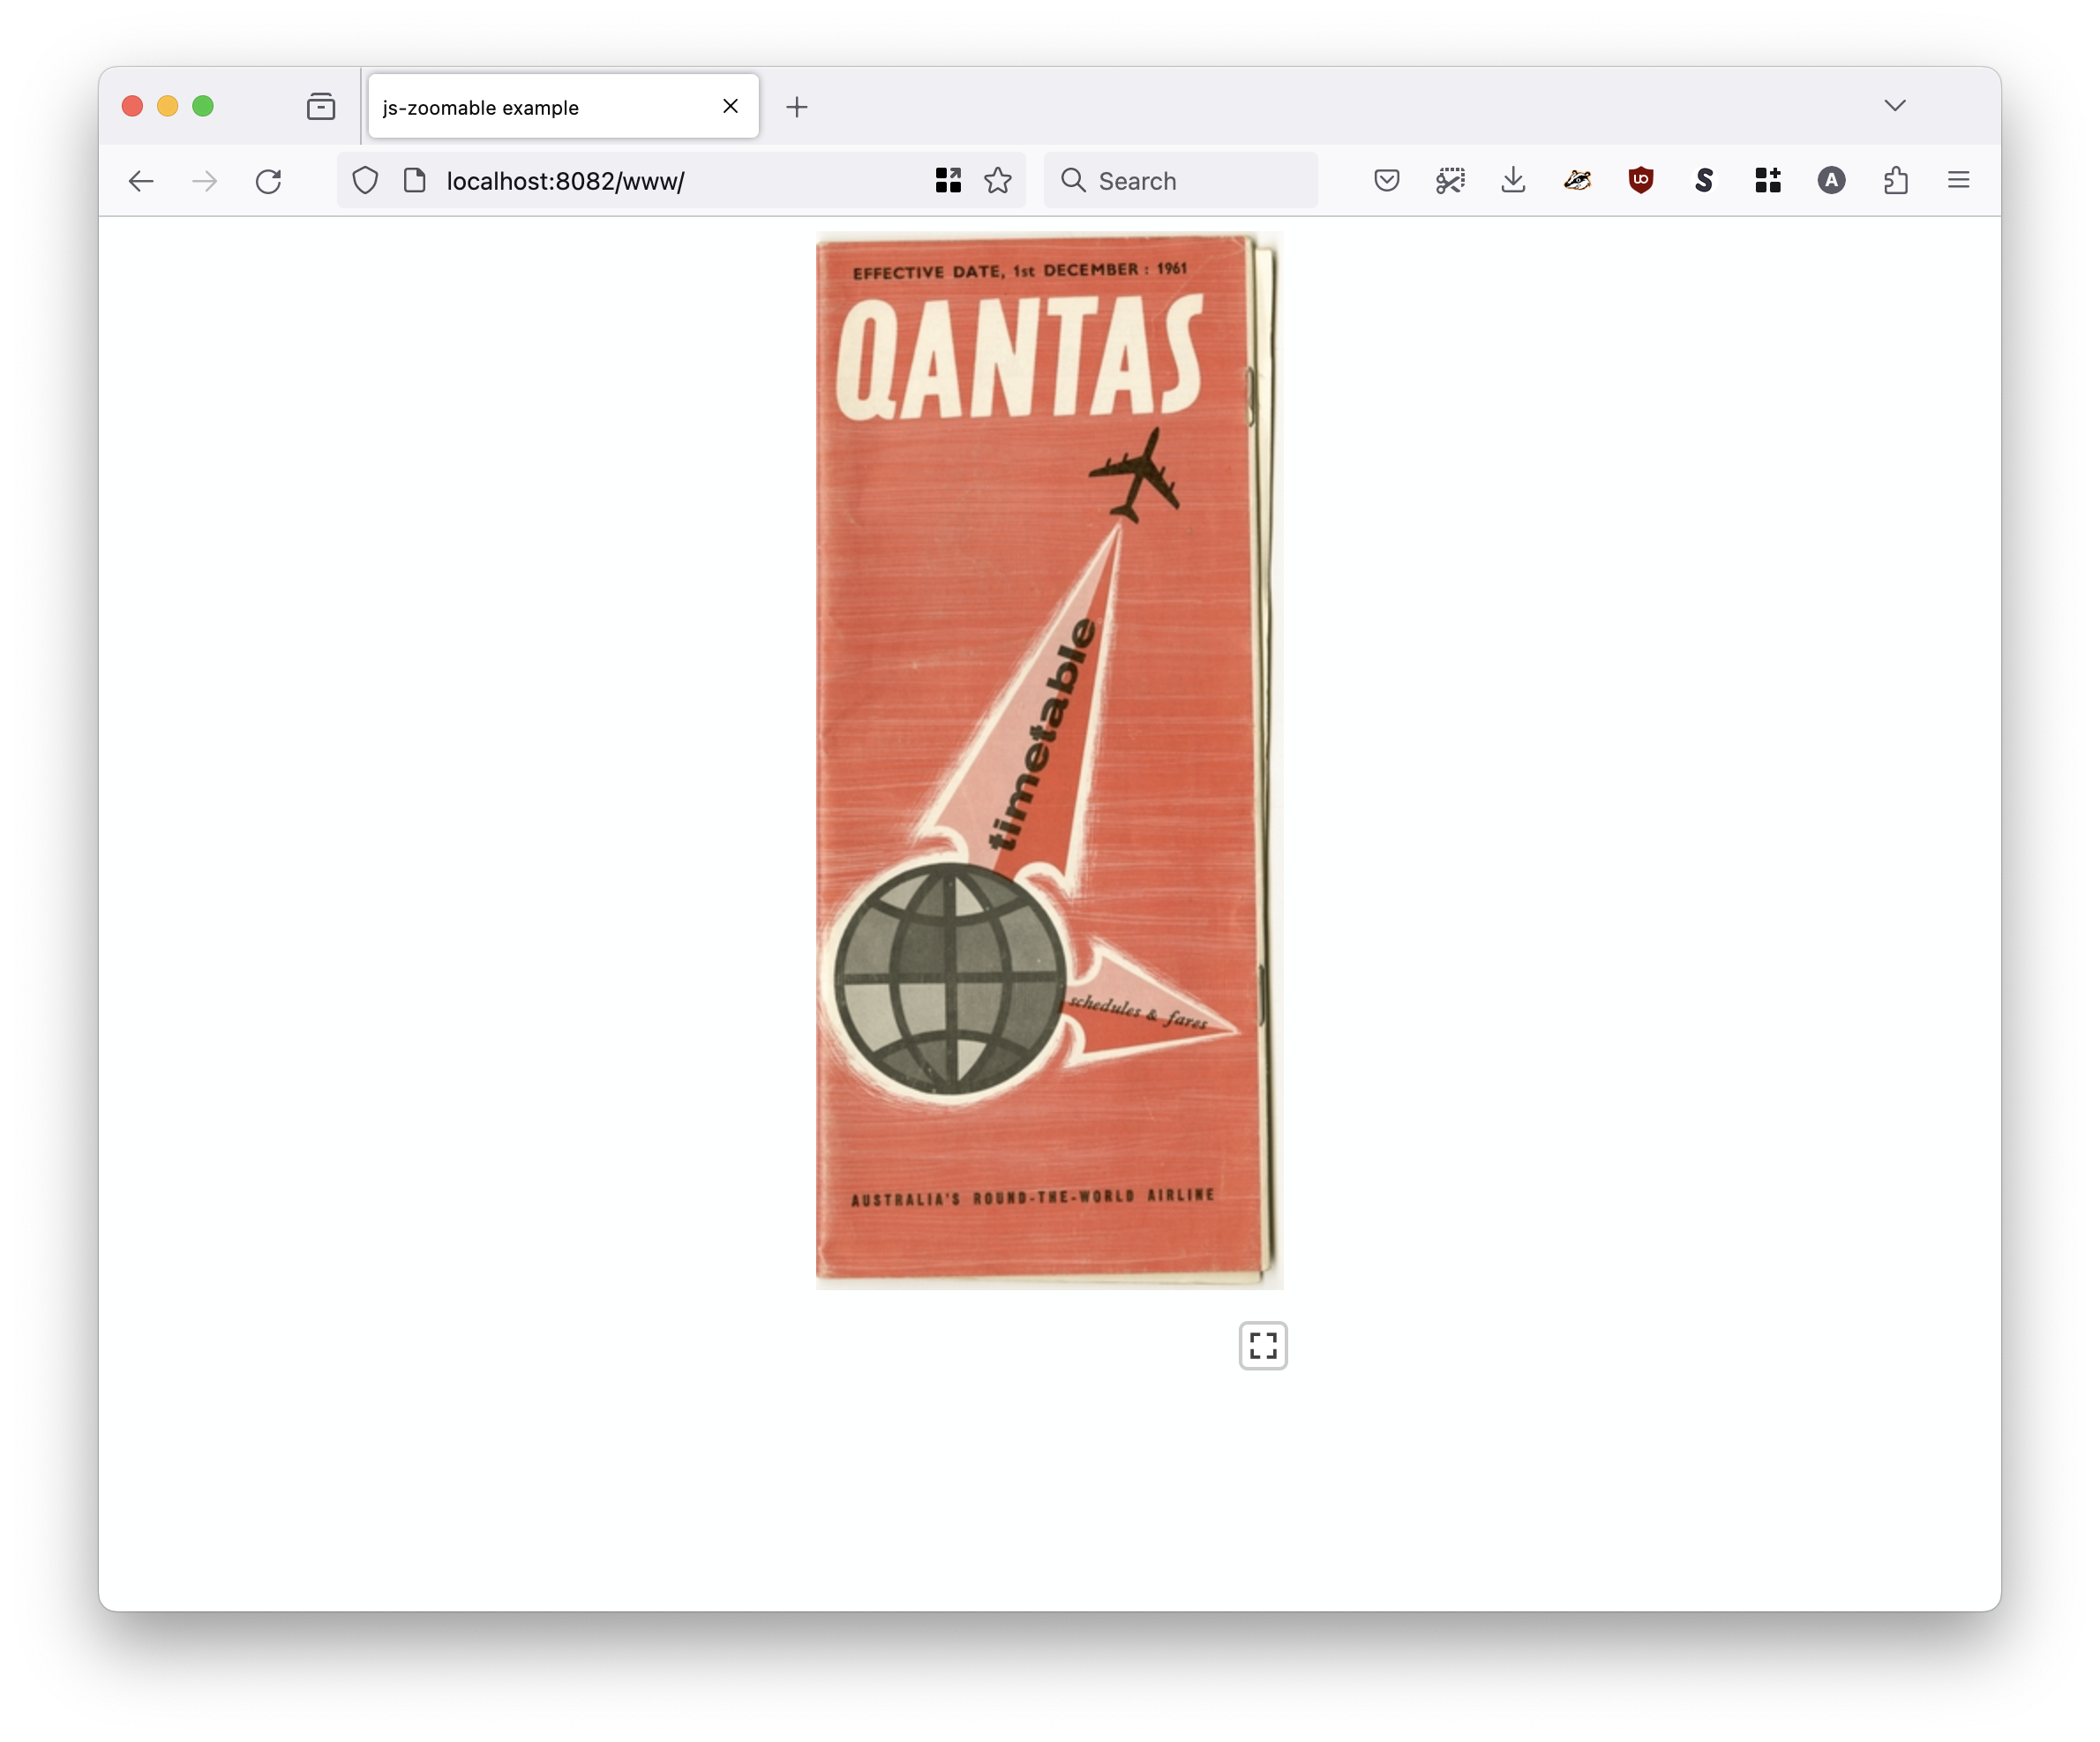 js-zoomable example
localhost:8082/www/
Search
EFFECTIVE DATE, 1st DECEMBER : 1961
QANTAS
timetable
schedules & fares
AUSTRALIA'S ROUND-THE-WORLD AIRLINE